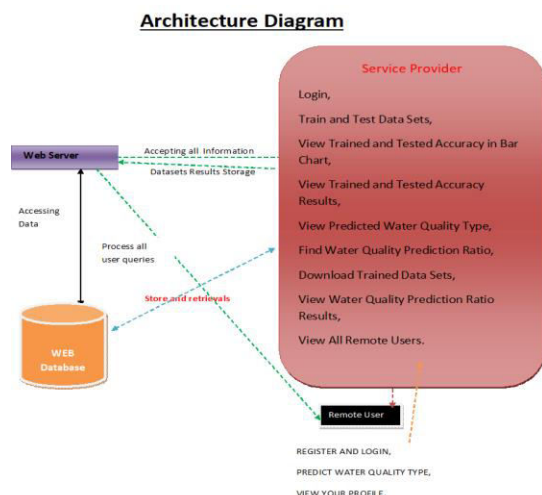 Architecture Diagram
Service Provider
Login,
Train and Test Data Sets,
View Trained and Tested Accuracy in Bar
Chart,
View Trained and Tested Accuracy
Results,
View Predicted Water Quality Type,
Find Water Quality Prediction Ratio,
Download Trained Data Sets,
View Water Quality Prediction Ratio
Results,
View All Remote Users.
Accepting all Information
Web Server
Datasets Results Storage
Accessing
Data
Process all
user queries
Store and retrievals
WEB
Database
Remote User
REGISTER AND LOGIN,
PREDICT WATER QUALITY TYPE,
VIEW YOUR PROFILE